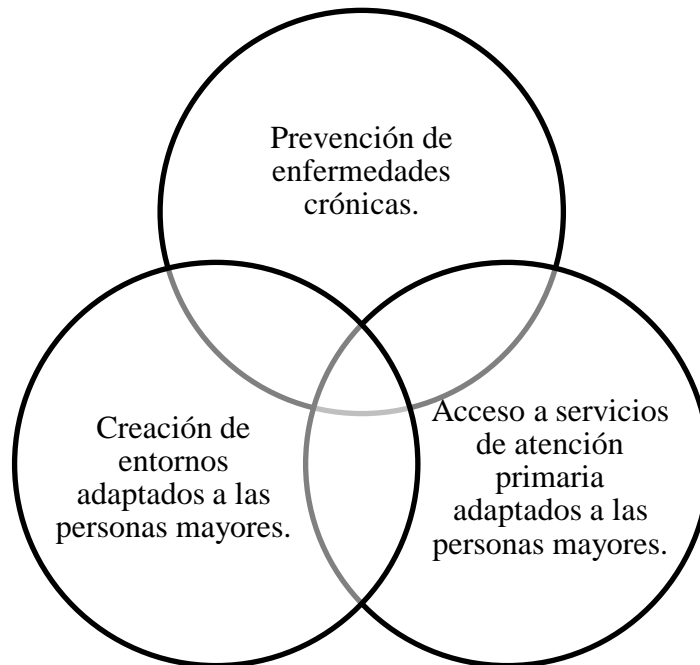 Prevención de
enfermedades
crónicas.
Creación de
entornos
adaptados a las
personas mayores.
Acceso a servicios
de atención
primaria
adaptados a las
personas mayores.